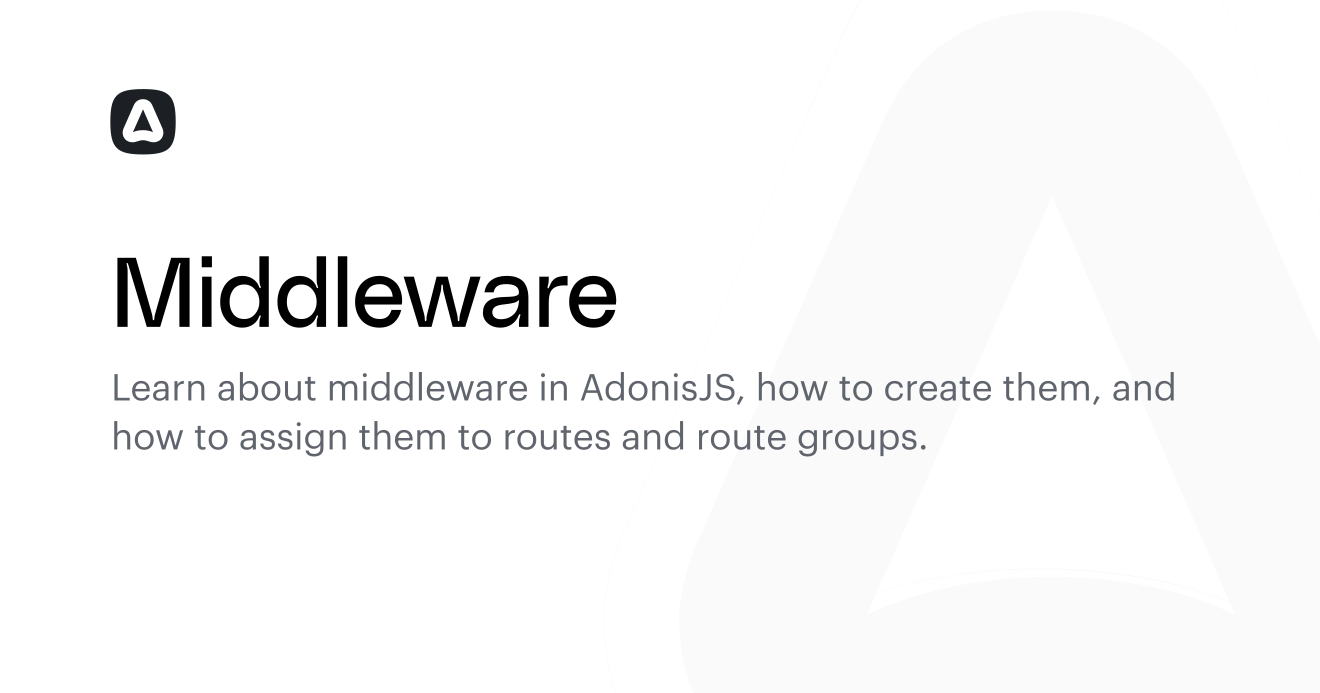 Middleware
Learn about middleware in AdonisJS, how to create them, and
how to assign them to routes and route groups.